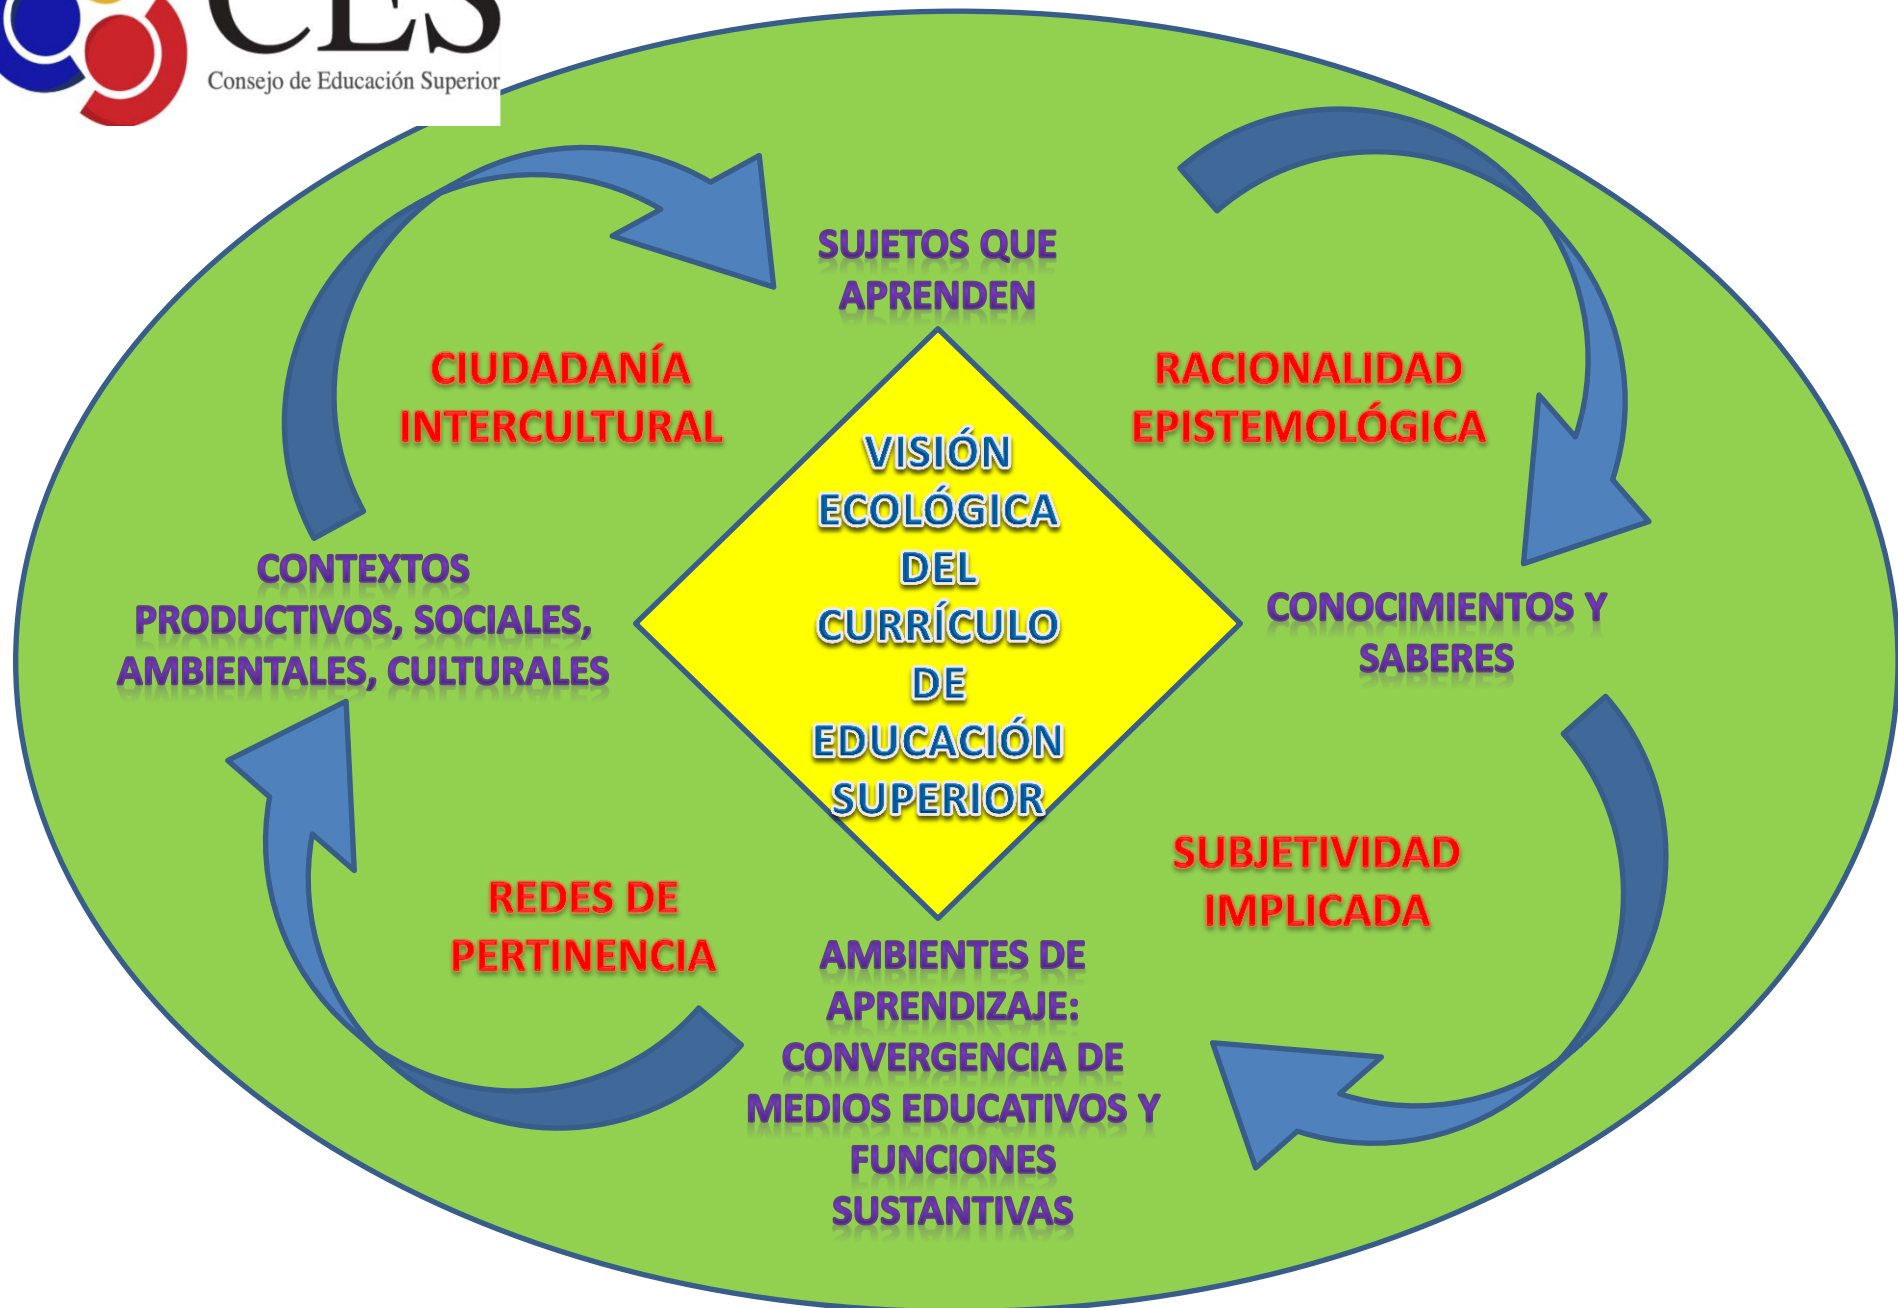 CES
Consejo de Educación Superior
SUJETOS QUE
APRENDEN
CIUDADANÍA
INTERCULTURAL
RACIONALIDAD
EPISTEMOLÓGICA
VISIÓN
ECOLÓGICA
DEL
CURRÍCULO
DE
EDUCACIÓN
SUPERIOR
CONTEXTOS
PRODUCTIVOS, SOCIALES,
AMBIENTALES, CULTURALES
CONOCIMIENTOS Y
SABERES
REDES DE
PERTINENCIA
SUBJETIVIDAD
IMPLICADA
AMBIENTES DE
APRENDIZAJE:
CONVERGENCIA DE
MEDIOS EDUCATIVOS Y
FUNCIONES
SUSTANTIVAS